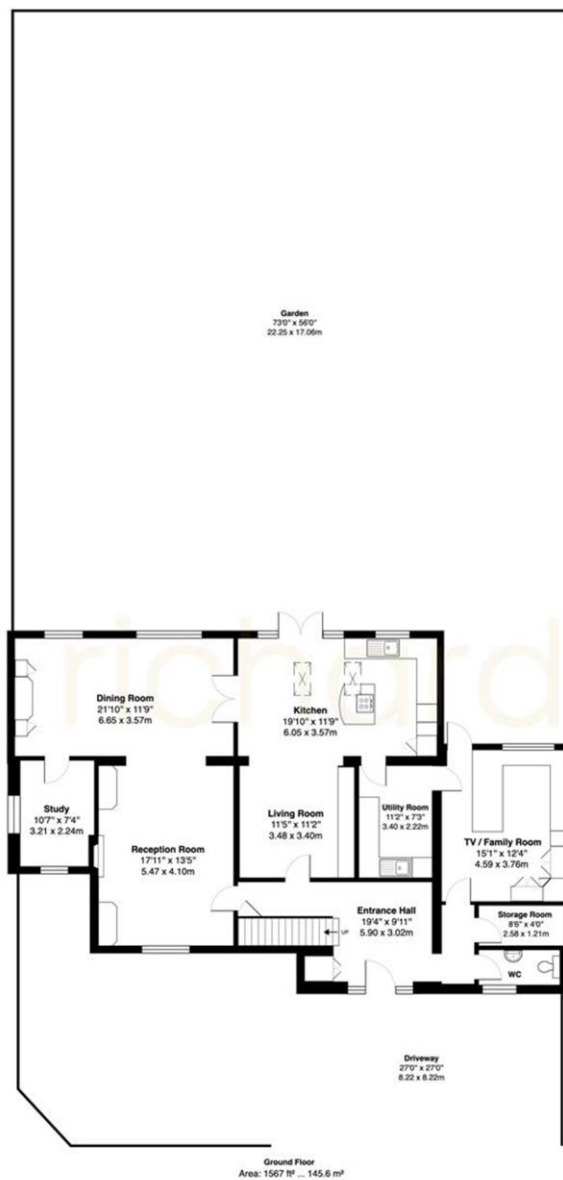 Garden
73'0" x 56'0"
22.25 x 17.06m
richard
Dining Room
21'10" x 11'9"
6.65 x 3.57m
Kitchen
19'10" x 11'9"
6.05 x 3.57m
Study
10'7" x 7'4"
3.21 x 2.24m
Living Room
11'5" x 11'2"
3.48 x 3.40m
Utility Room
11'2" x 7'3"
3.40 x 2.22m
TV / Family Room
15'1" x 12'4"
4.59 x 3.76m
Reception Room
17'11" x 13'5"
5.47 x 4.10m
Entrance Hall
19'4" x 9'11"
5.90 x 3.02m
UP
Storage Room
8'6" x 4'0"
2.58 x 1.21m
WC
Driveway
27'0" x 27'0"
8.22 x 8.22m
Ground Floor
Area: 1567 ft² ... 145.6 m²